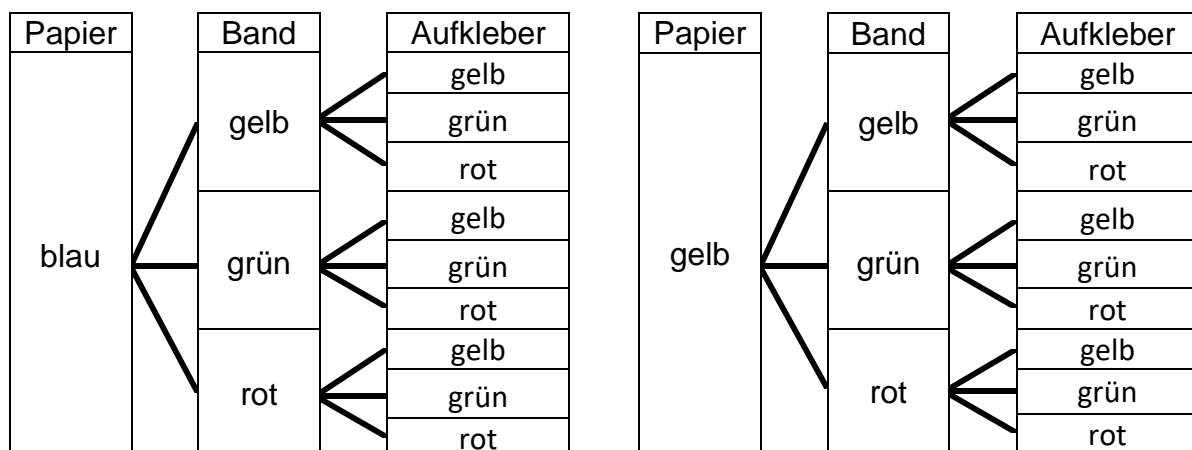 Papier Band Aufkleber Papier Band Aufkleber
gelb gelb
gelb grün gelb grün
rot rot
gelb gelb
blau grün grün gelb grün grün
rot rot
gelb gelb
rot grün rot grün
rot rot